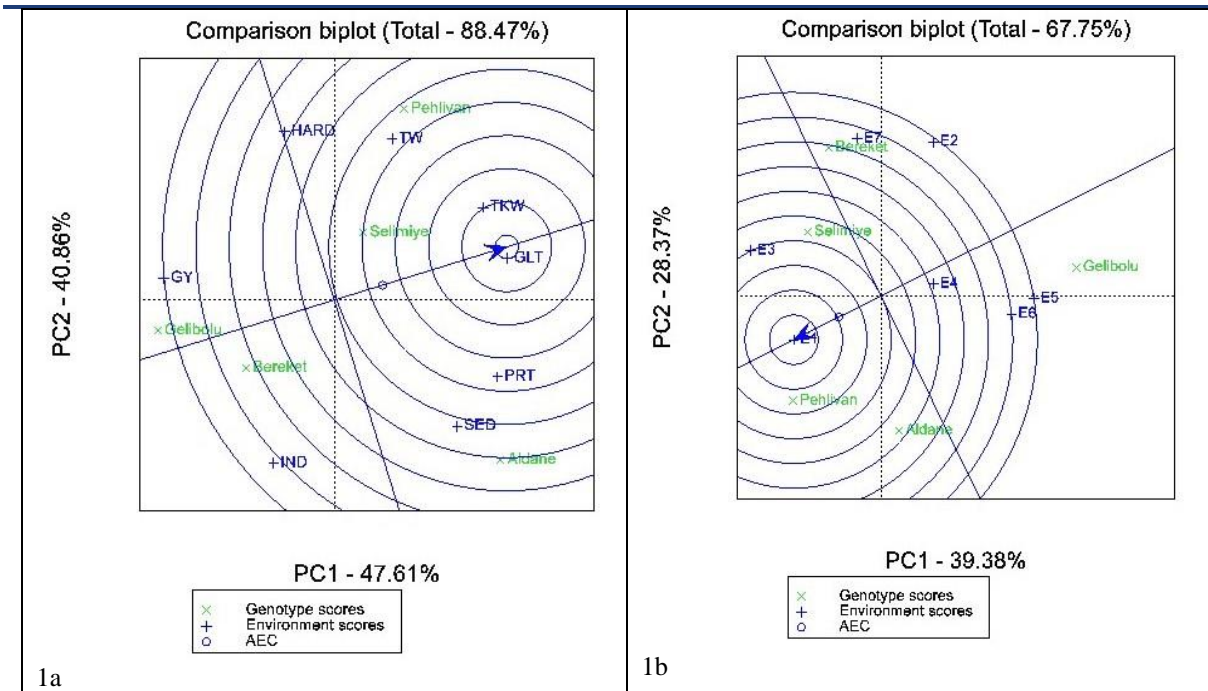 Comparison biplot (Total - 88.47%)
Pehlivan
HARD
TW
TKW
Selimiye
GLT
GY
Gelibolu
Bereket
PRT
SED
Aldane
IND
PC2 - 40.86%
PC1 - 47.61%
Genotype scores
Environment scores
AEC
1a
Comparison biplot (Total - 67.75%)
E7
E2
Bereket
Selimiye
E3
Gelibolu
E4
E5
E6
E1
Pehlivan
Aldane
PC2 - 28.37%
PC1 - 39.38%
Genotype scores
Environment scores
AEC
1b